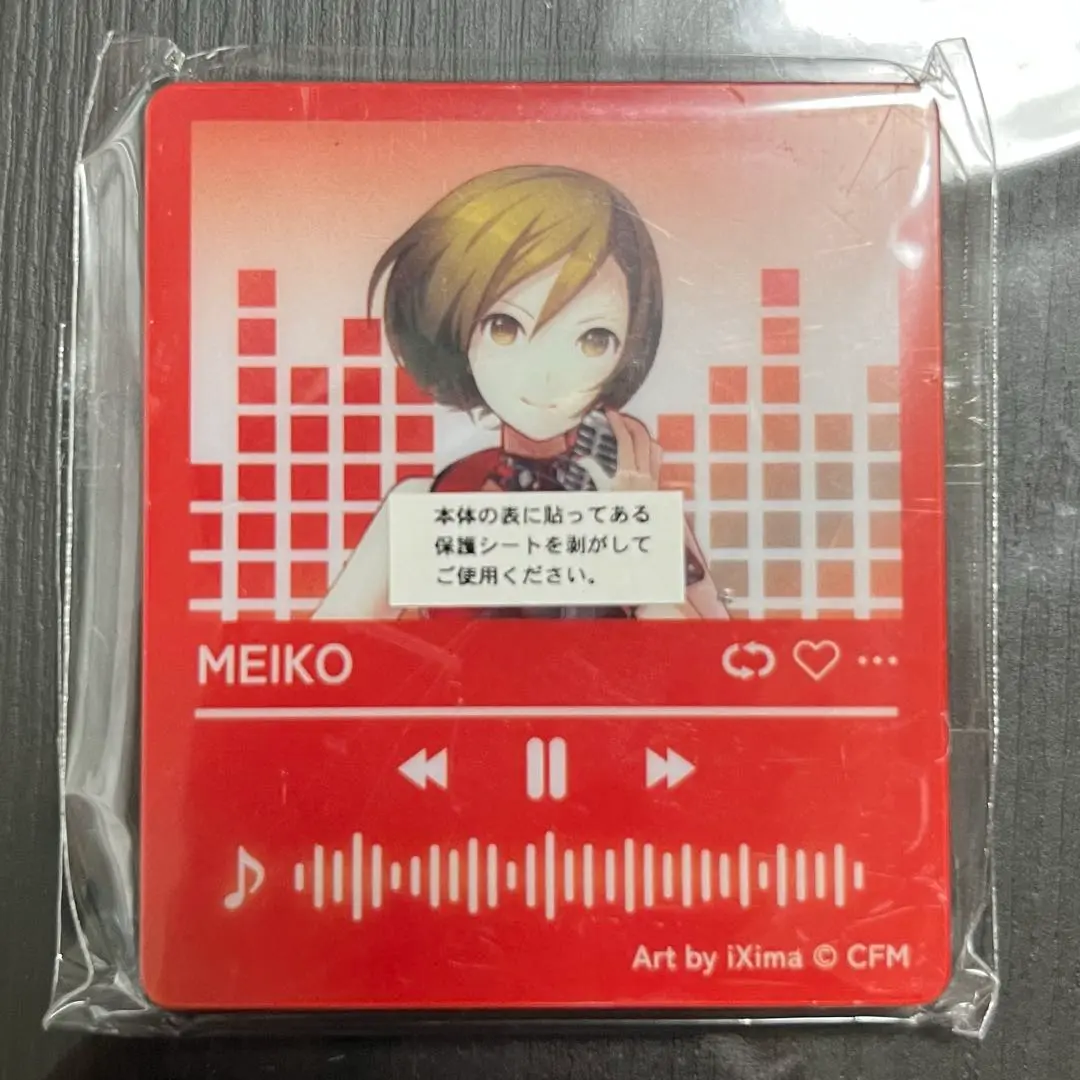 本体の表に貼ってある
保護シートを剥がして
ご使用ください。
MEIKO
Art by iXima © CFM